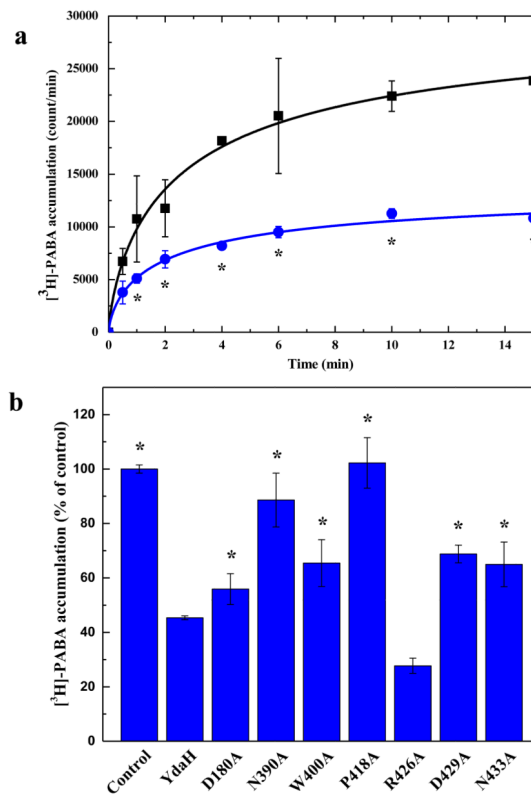 a
30000
25000
20000
15000
10000
5000
0
[³H]-PABA accumulation (count/min)
* * * * *
0 2 4 6 8 10 12 14
Time (min)
b
120
100
80
60
40
20
0
[³H]-PABA accumulation (% of control)
* * * * * * *
Control YdaH D180A N390A W400A P418A R426A D429A N433A